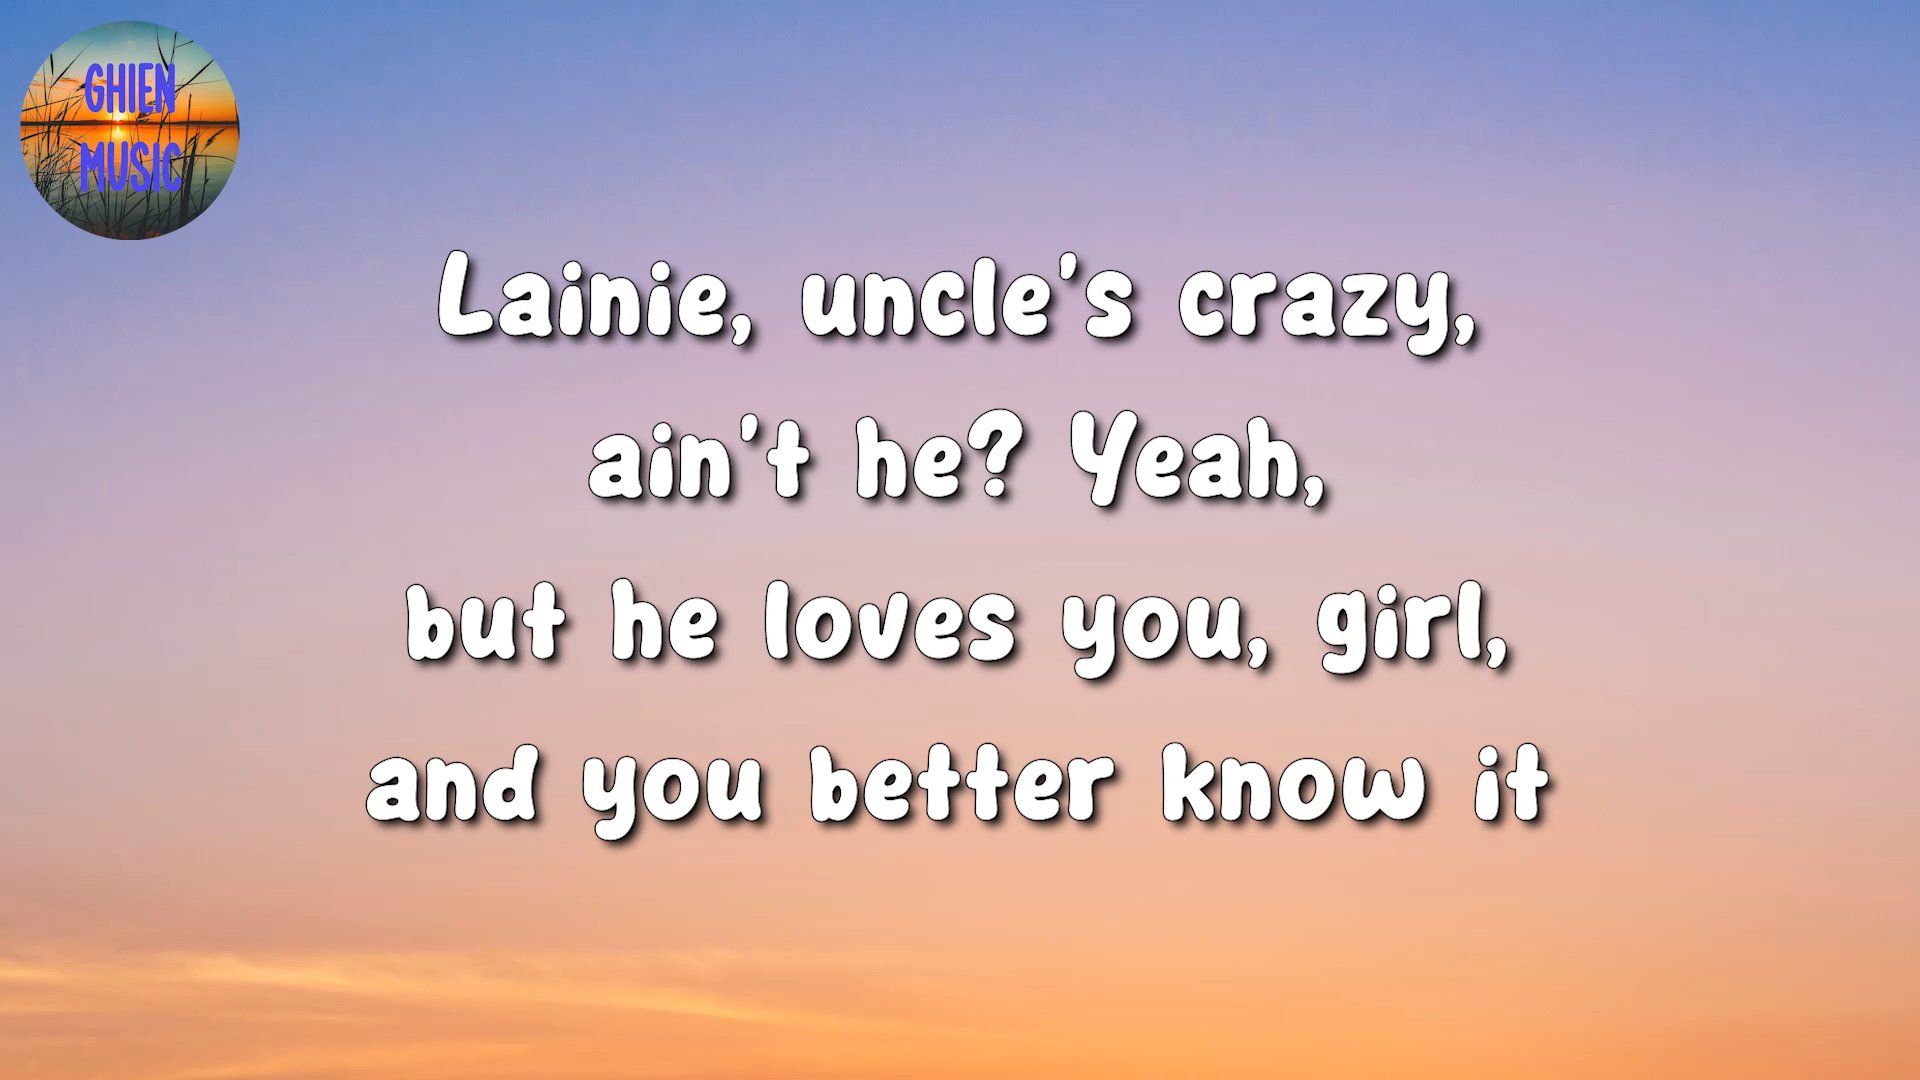 GHIEN
MUSIC
Lainie, uncle's crazy,
ain't he? Yeah,
but he loves you, girl,
and you better know it